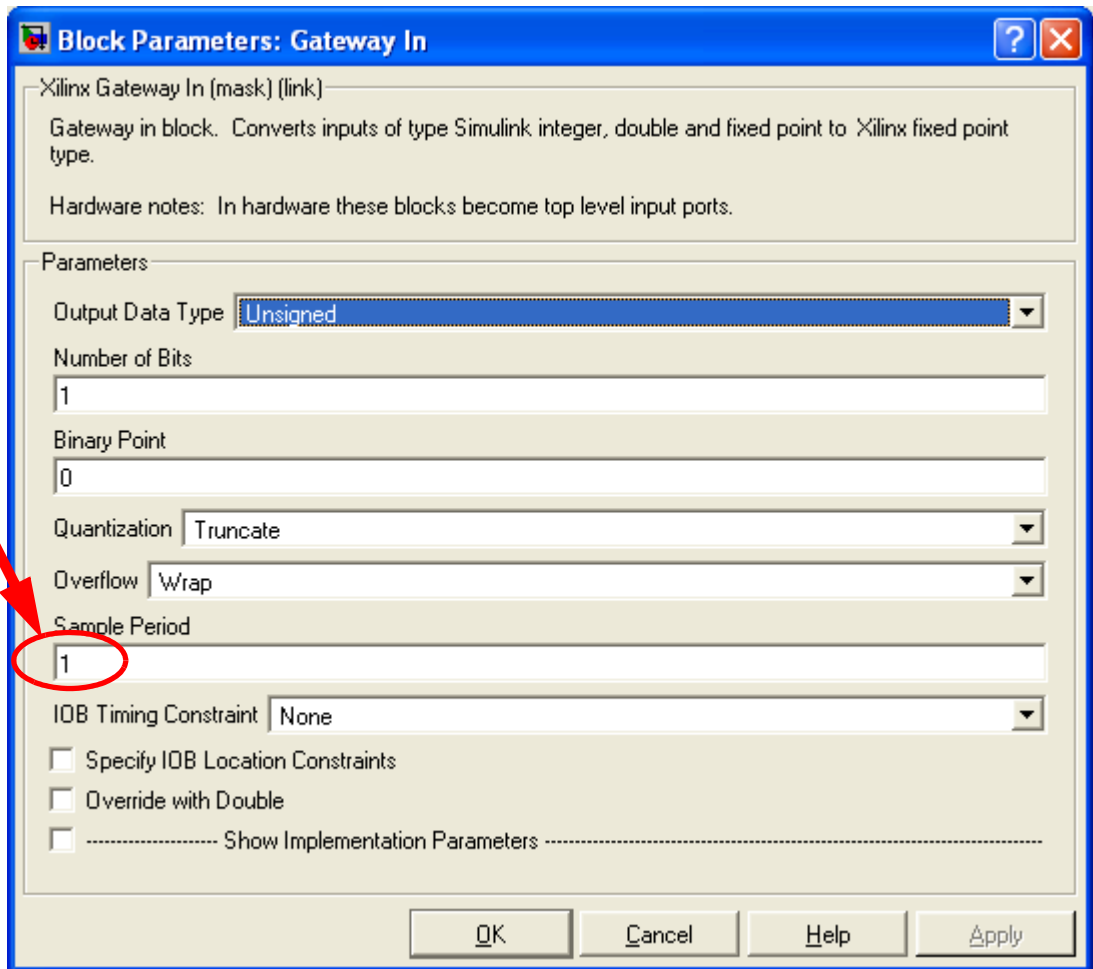 Block Parameters: Gateway In
Xilinx Gateway In (mask) (link)
Gateway in block. Converts inputs of type Simulink integer, double and fixed point to Xilinx fixed point
type.
Hardware notes: In hardware these blocks become top level input ports.
Parameters
Output Data Type Unsigned
Number of Bits
1
Binary Point
0
Quantization Truncate
Overflow Wrap
Sample Period
1
IOB Timing Constraint None
Specify IOB Location Constraints
Override with Double
---------------------- Show Implementation Parameters ------------------------------------------------------------------------------------
OK Cancel Help Apply